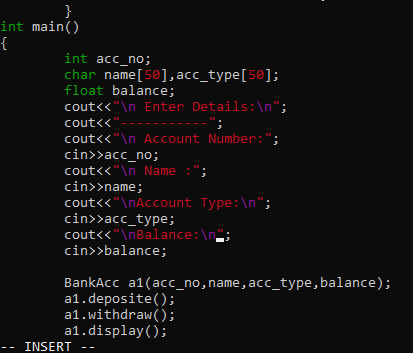 }
int main()
{
int acc_no;
char name[50],acc_type[50];
float balance;
cout<<"\n Enter Details:\n";
cout<<"-----------";
cout<<"\n Account Number:";
cin>>acc_no;
cout<<"\n Name :";
cin>>name;
cout<<"\nAccount Type:\n";
cin>>acc_type;
cout<<"\nBalance:\n";
cin>>balance;
BankAcc a1(acc_no,name,acc_type,balance);
a1.deposite();
a1.withdraw();
a1.display();
-- INSERT --